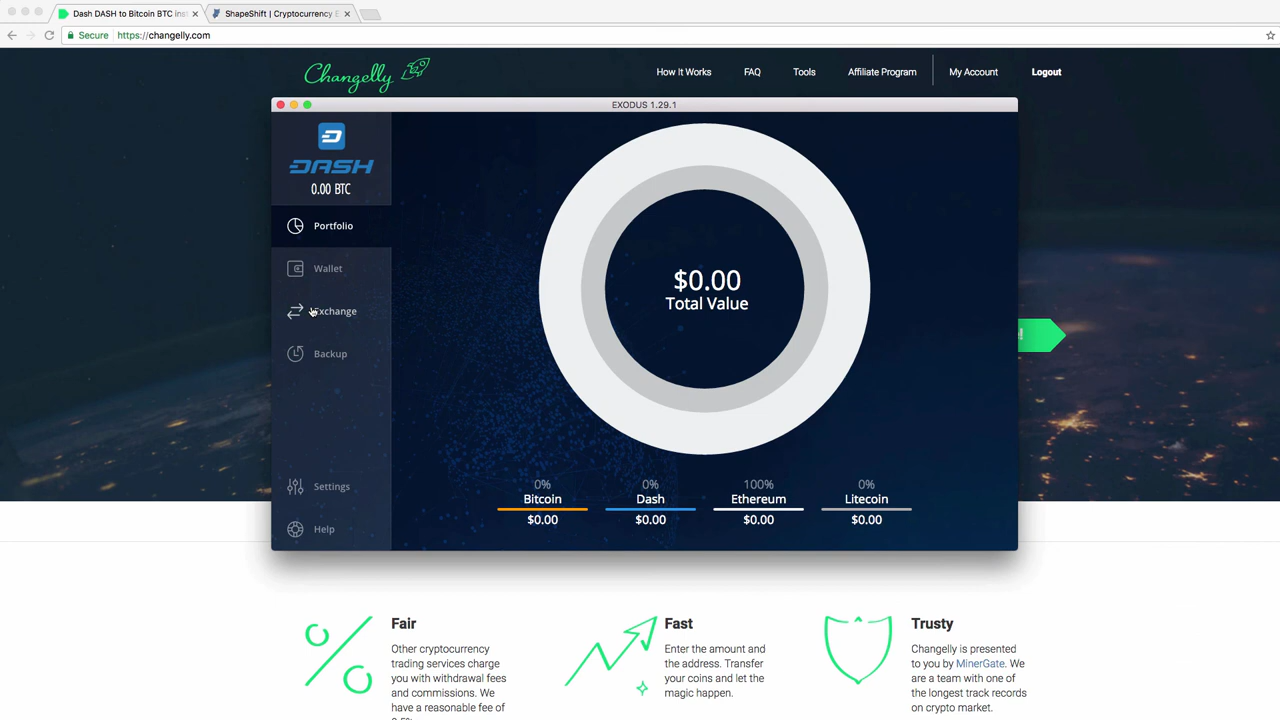 Dash DASH to Bitcoin BTC ins
ShapeShift | Cryptocurrency E
Secure
https://changelly.com
Changelly
How It Works
FAQ
Tools
Affiliate Program
My Account
Logout
EXODUS 1.29.1
DASH
0.00 BTC
Portfolio
Wallet
Exchange
Backup
Settings
Help
$0.00
Total Value
0%
Bitcoin
$0.00
0%
Dash
$0.00
100%
Ethereum
$0.00
0%
Litecoin
$0.00
Fair
Other cryptocurrency
trading services charge
you with withdrawal fees
and commissions. We
have a reasonable fee of
Fast
Enter the amount and
the address. Transfer
your coins and let the
magic happen.
Trusty
Changelly is presented
to you by MinerGate. We
are a team with one of
the longest track records
on crypto market.